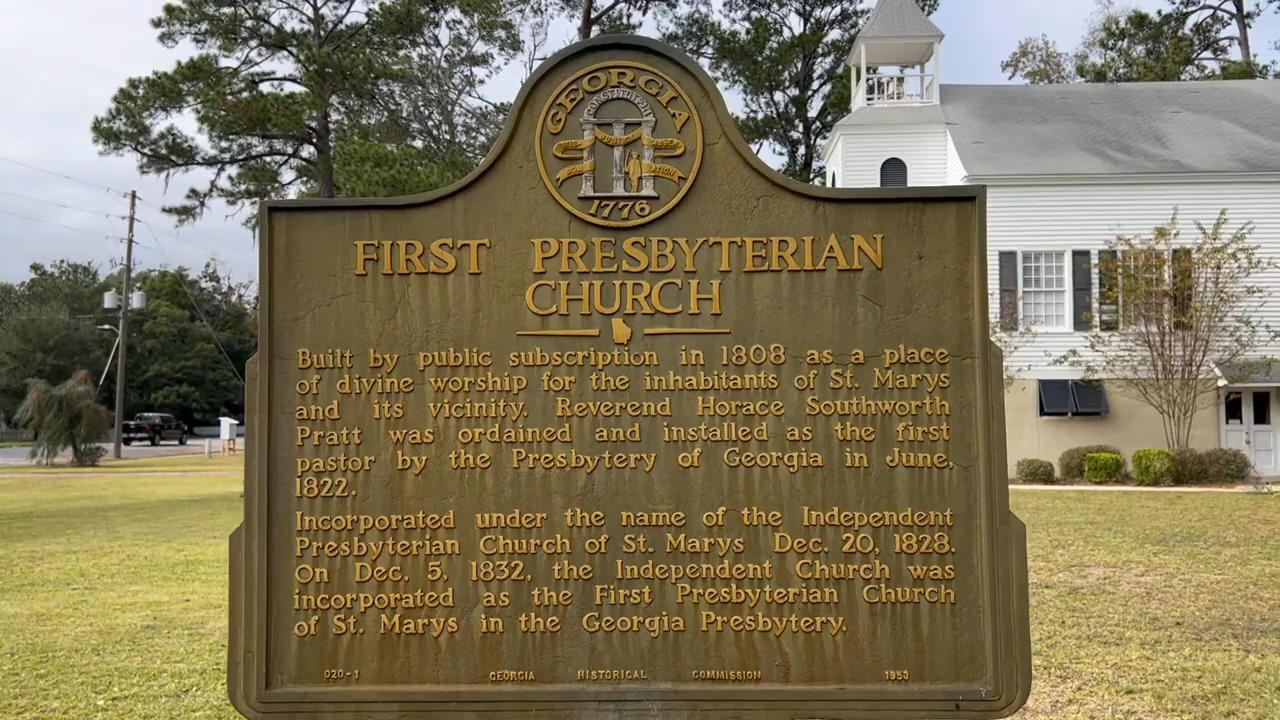 GEORGIA
CONSTITUTION
1776
FIRST PRESBYTERIAN
CHURCH
Built by public subscription in 1808 as a place
of divine worship for the inhabitants of St. Marys
and its vicinity. Reverend Horace Southworth
Pratt was ordained and installed as the first
pastor by the Presbytery of Georgia in June,
1822.
Incorporated under the name of the Independent
Presbyterian Church of St. Marys Dec. 20, 1828.
On Dec. 5, 1832, the Independent Church was
incorporated as the First Presbyterian Church
of St. Marys in the Georgia Presbytery.
020-1 GEORGIA HISTORICAL COMMISSION 1953